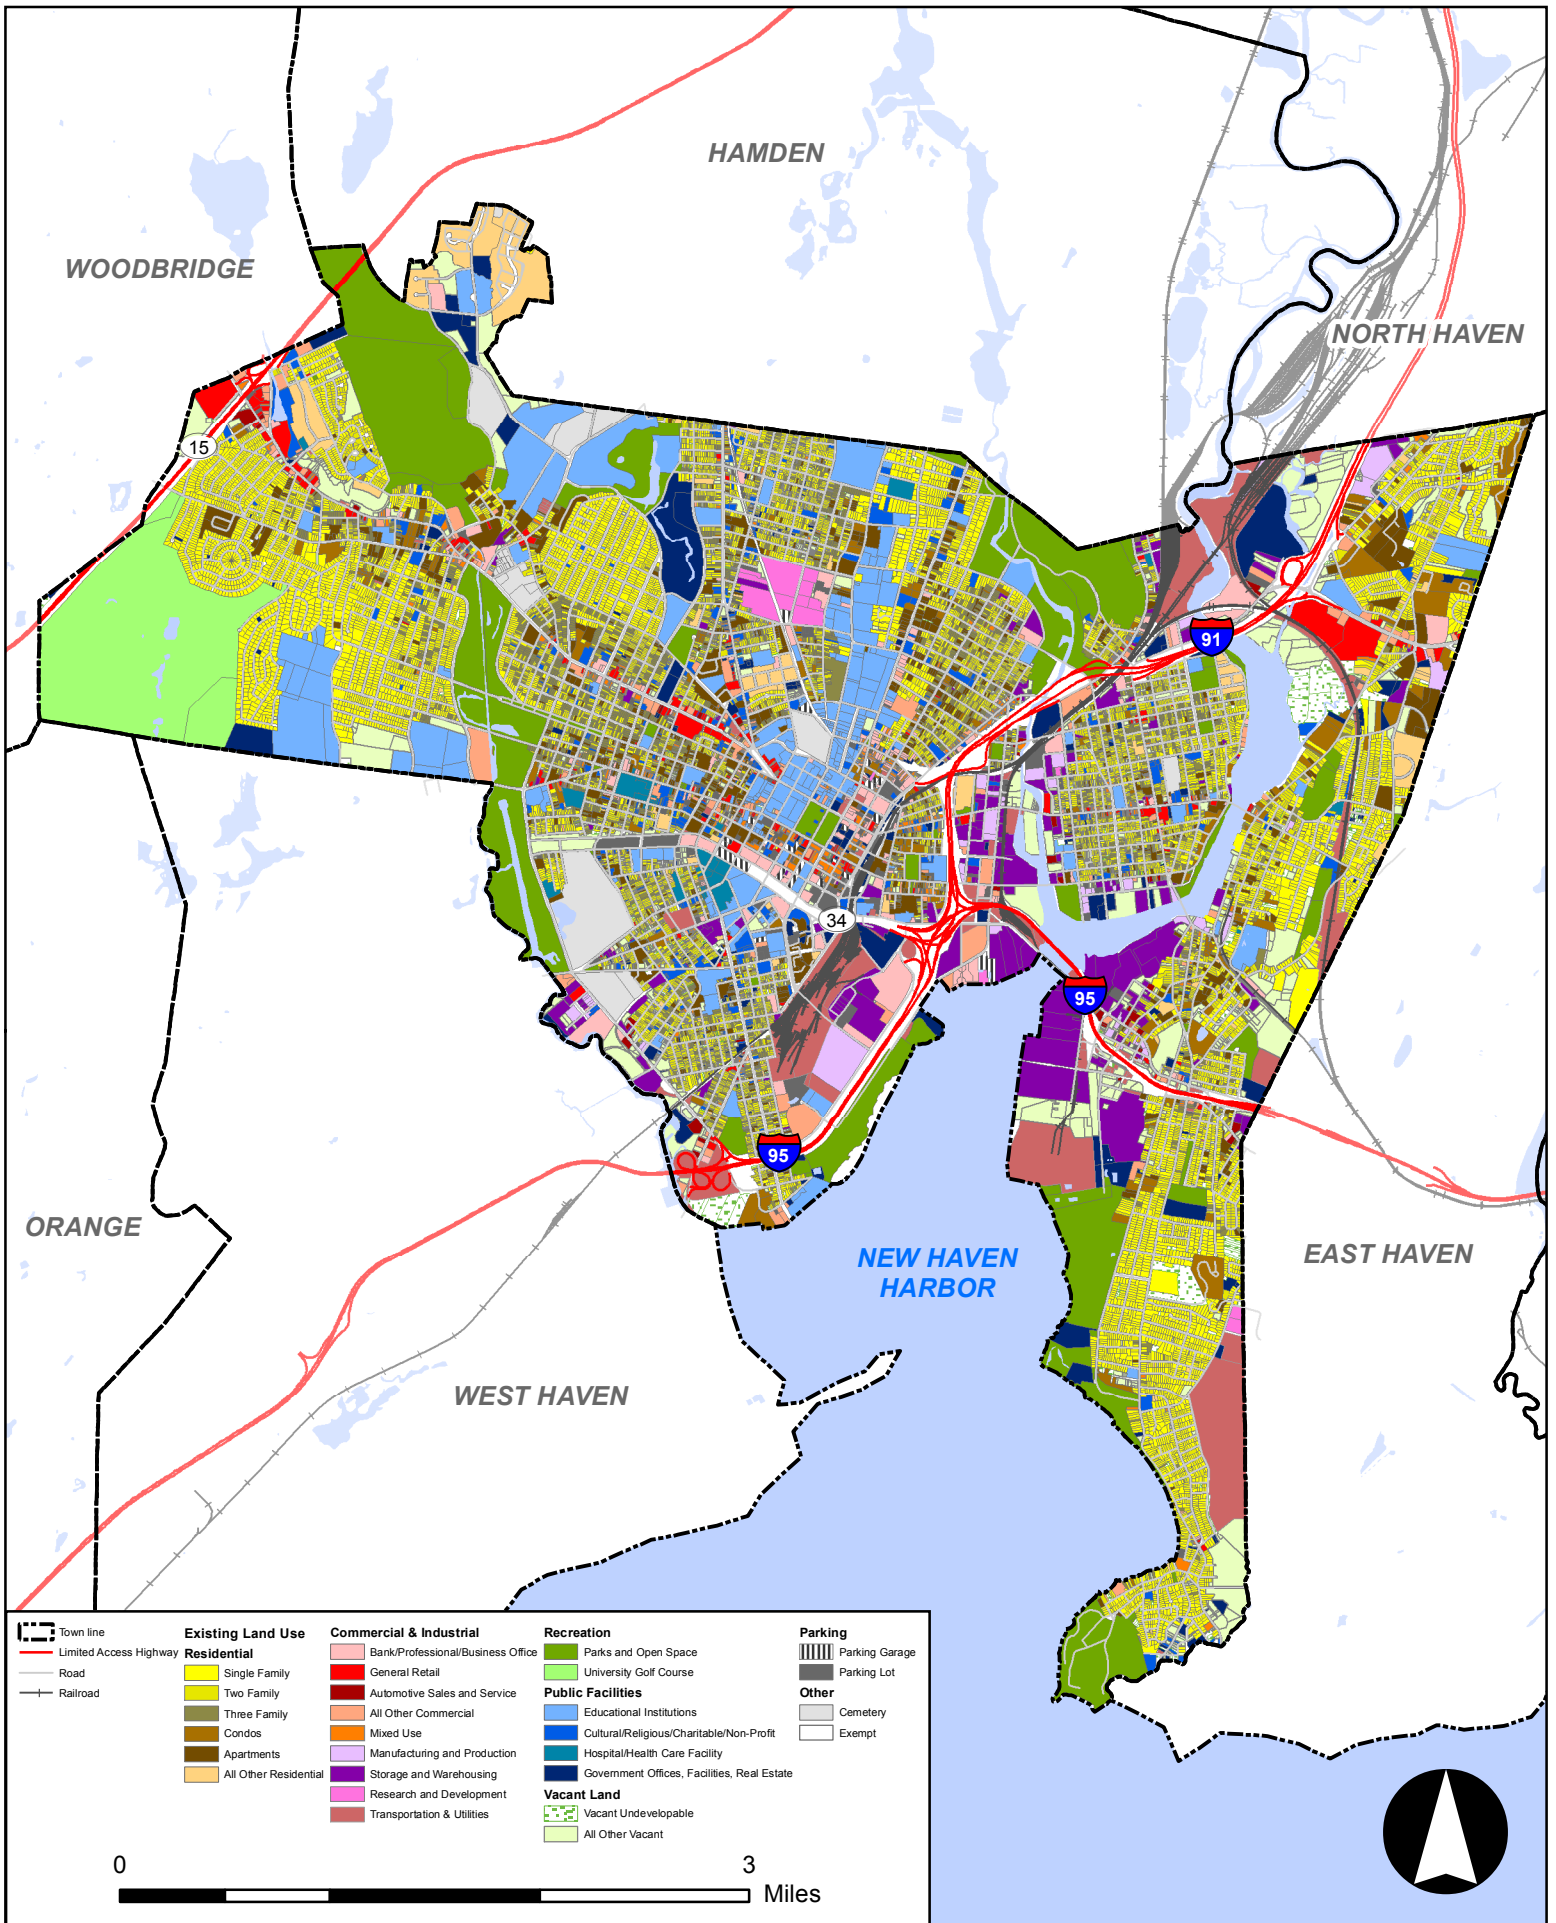 HAMDEN
WOODBRIDGE
NORTH HAVEN
15
91
34
95
95
ORANGE
NEW HAVEN
HARBOR
EAST HAVEN
WEST HAVEN
Town line
Limited Access Highway
Road
Railroad
Existing Land Use
Residential
Single Family
Two Family
Three Family
Condos
Apartments
All Other Residential
Commercial & Industrial
Bank/Professional/Business Office
General Retail
Automotive Sales and Service
All Other Commercial
Mixed Use
Manufacturing and Production
Storage and Warehousing
Research and Development
Transportation & Utilities
Recreation
Parks and Open Space
University Golf Course
Public Facilities
Educational Institutions
Cultural/Religious/Charitable/Non-Profit
Hospital/Health Care Facility
Government Offices, Facilities, Real Estate
Vacant Land
Vacant Undevelopable
All Other Vacant
Parking
Parking Garage
Parking Lot
Other
Cemetery
Exempt
0 3
Miles